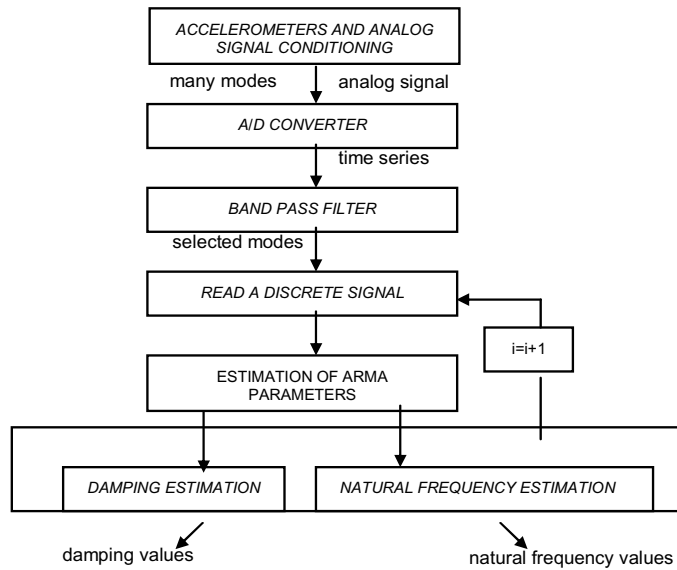 ACCELEROMETERS AND ANALOG
SIGNAL CONDITIONING
many modes analog signal
A/D CONVERTER
time series
BAND PASS FILTER
selected modes
READ A DISCRETE SIGNAL
i=i+1
ESTIMATION OF ARMA
PARAMETERS
DAMPING ESTIMATION NATURAL FREQUENCY ESTIMATION
damping values natural frequency values